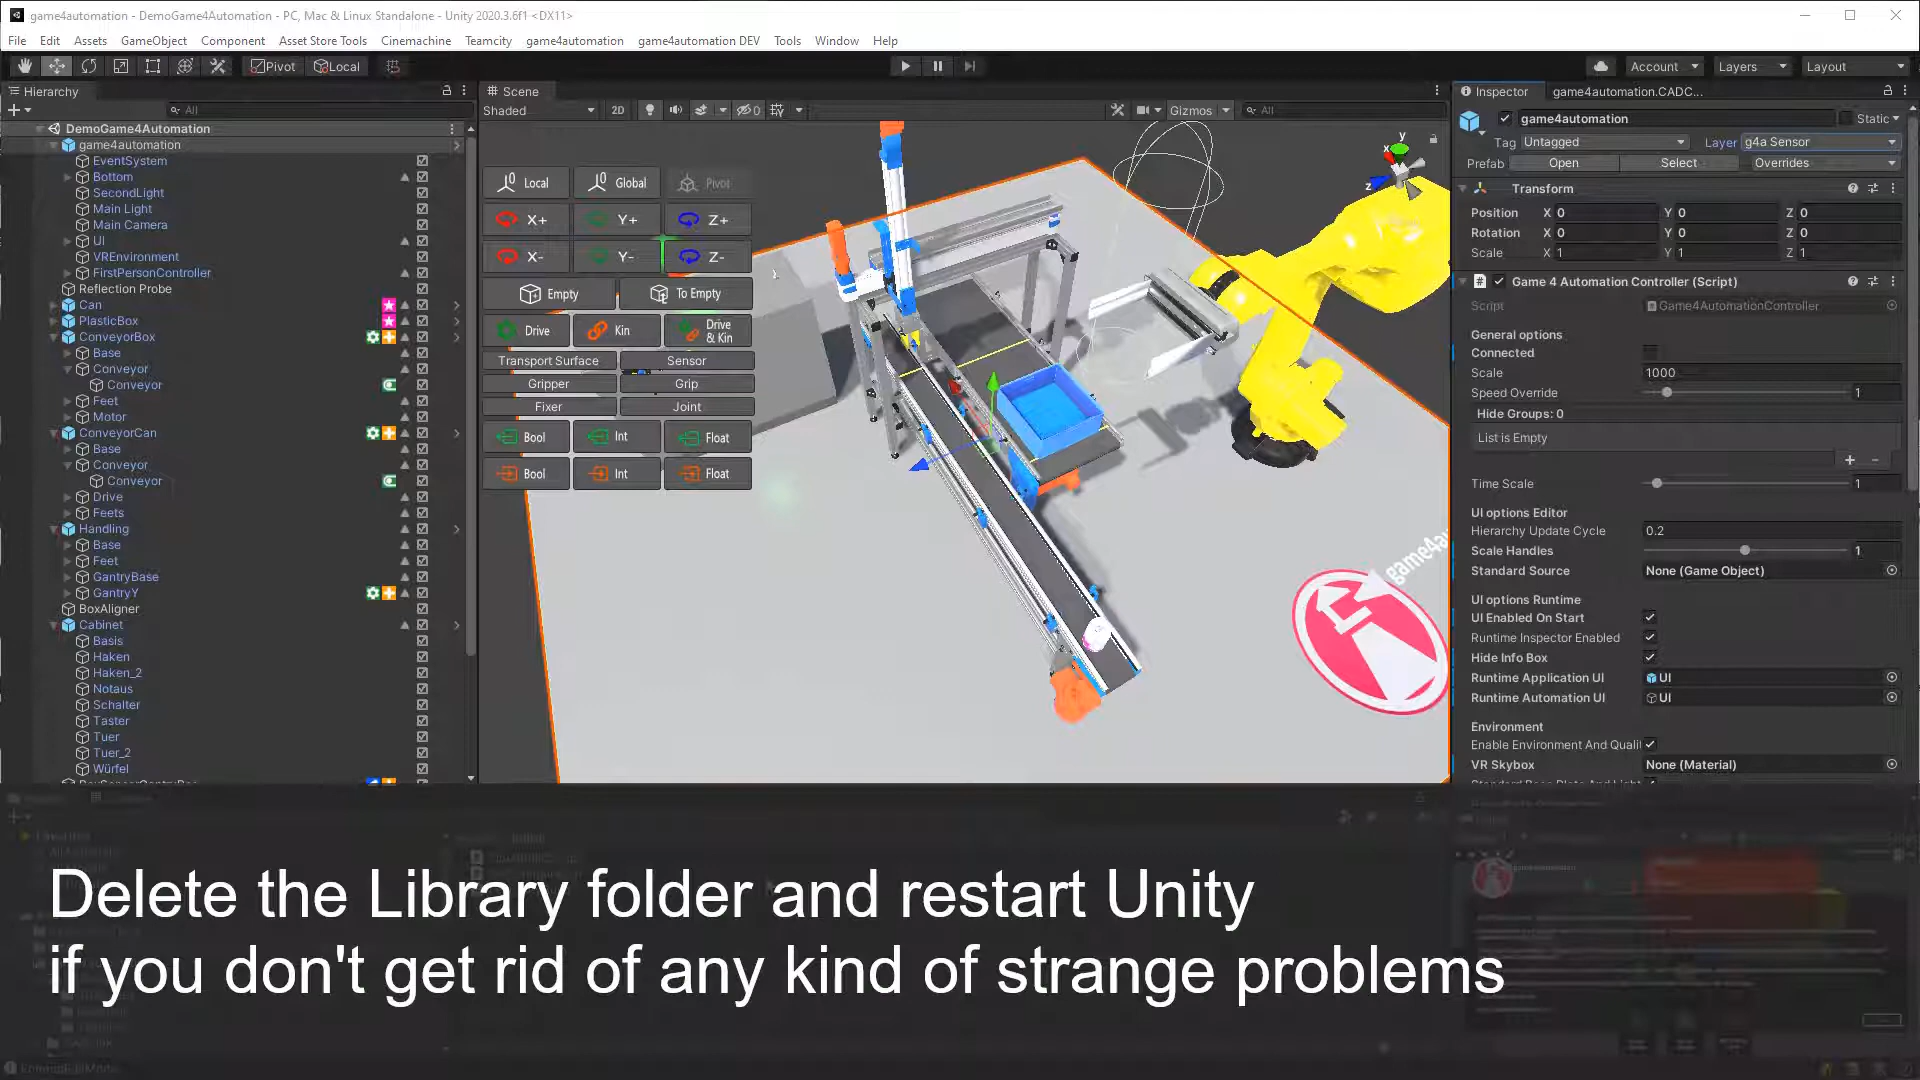 game4automation - DemoGame4Automation - PC, Mac & Linux Standalone - Unity 2020.3.6f1 <DX11>
File Edit Assets GameObject Component Asset Store Tools Cinemachine Teamcity game4automation game4automation DEV Tools Window Help
Pivot Local Account Layers Layout
Hierarchy
All
DemoGame4Automation
game4automation
EventSystem
Bottom
SecondLight
Main Light
Main Camera
UI
VREnvironment
FirstPersonController
Reflection Probe
Can
PlasticBox
ConveyorBox
Base
Conveyor
Conveyor
Feet
Motor
ConveyorCan
Base
Conveyor
Conveyor
Drive
Feets
Handling
Base
Feet
GantryBase
GantryY
BoxAligner
Cabinet
Basis
Haken
Haken_2
Notaus
Schalter
Taster
Tuer
Tuer_2
Würfel
Scene
Shaded 2D 0 Gizmos All
Local Global Pivot
X+ Y+ Z+
X- Y- Z-
Empty To Empty
Drive Kin Drive & Kin
Transport Surface Sensor
Gripper Grip
Fixer Joint
Bool Int Float
Bool Int Float
y
x
z
game4au
Inspector game4automation.CADC...
game4automation Static
Tag Untagged Layer g4a Sensor
Prefab Open Select Overrides
Transform
Position X 0 Y 0 Z 0
Rotation X 0 Y 0 Z 0
Scale X 1 Y 1 Z 1
Game 4 Automation Controller (Script)
Script Game4AutomationController
General options
Connected
Scale 1000
Speed Override 1
Hide Groups: 0
List is Empty
Time Scale 1
UI options Editor
Hierarchy Update Cycle 0.2
Scale Handles 1
Standard Source None (Game Object)
UI options Runtime
UI Enabled On Start
Runtime Inspector Enabled
Hide Info Box
Runtime Application UI UI
Runtime Automation UI UI
Environment
Enable Environment And Quali
VR Skybox None (Material)
Delete the Library folder and restart Unity
if you don't get rid of any kind of strange problems